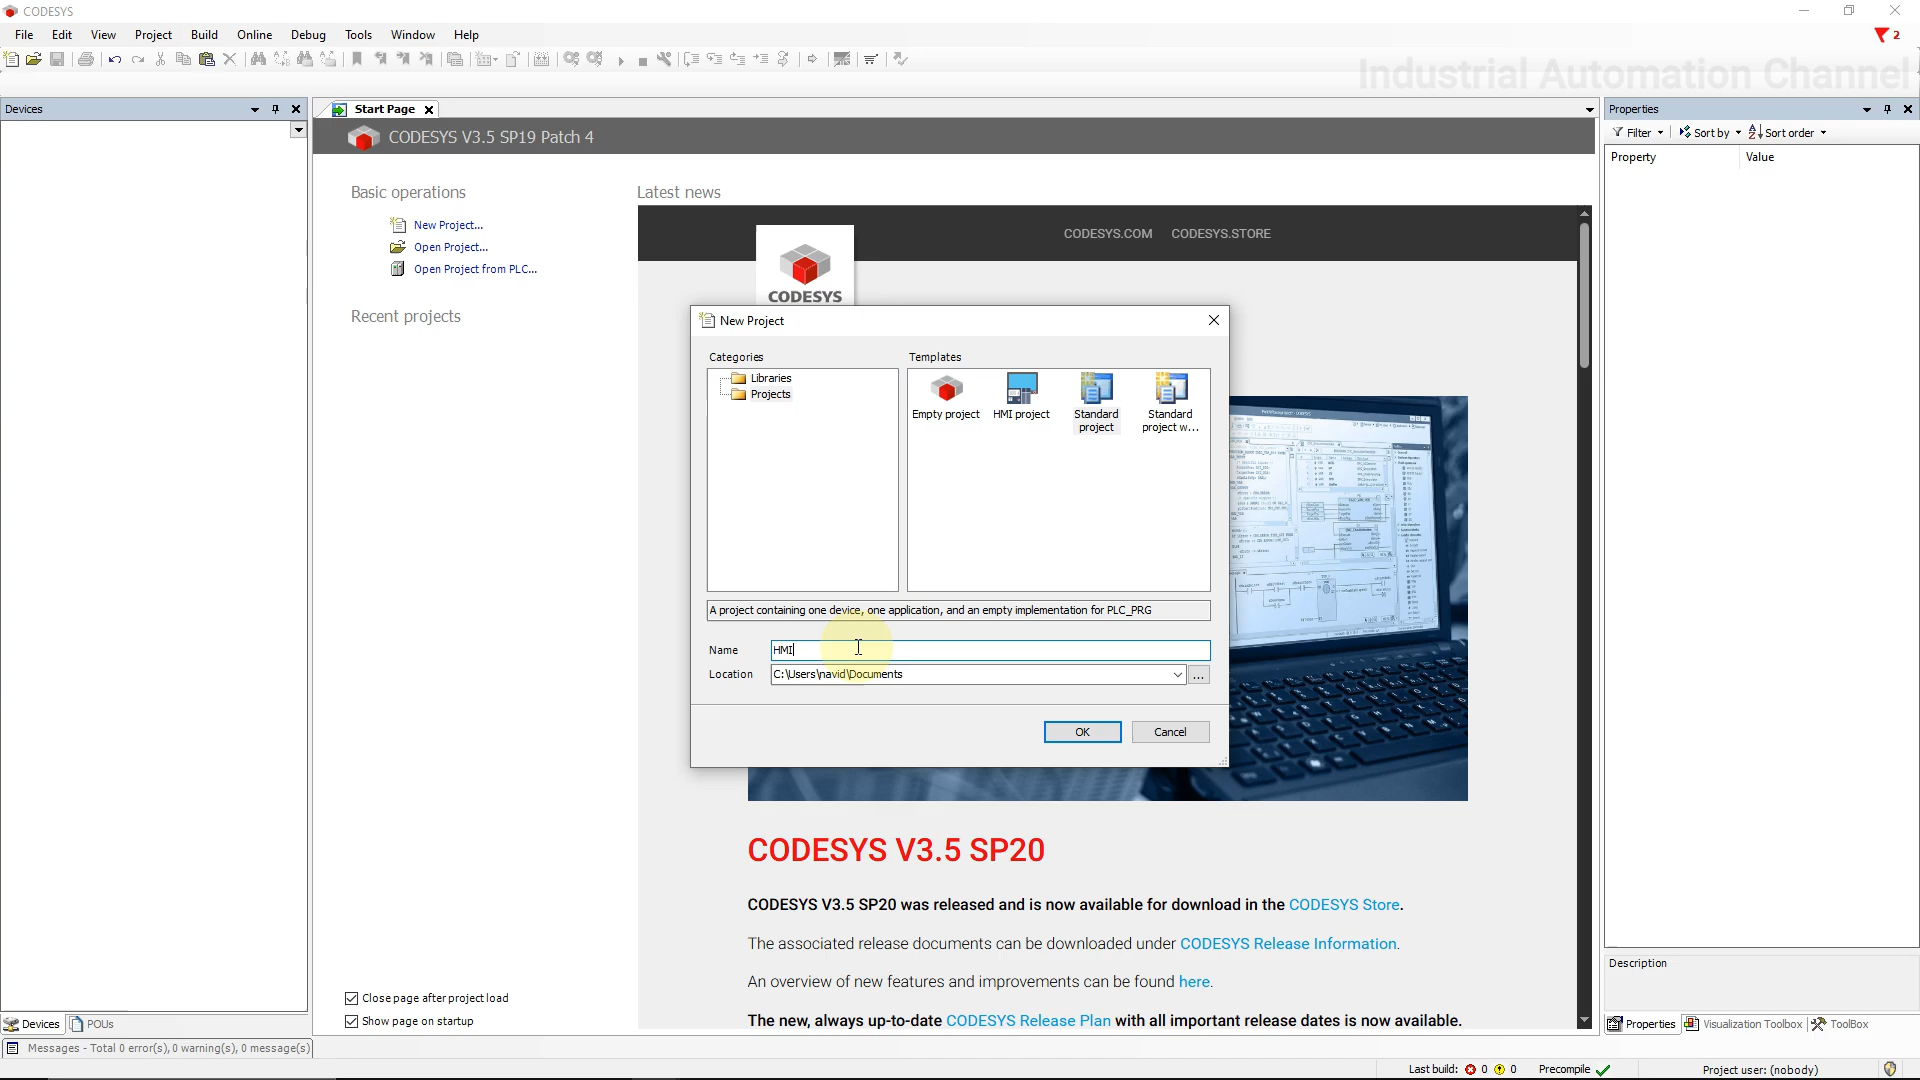 CODESYS
File Edit View Project Build Online Debug Tools Window Help
2
Industrial Automation Channel
Devices
Start Page
Properties
CODESYS V3.5 SP19 Patch 4
Filter Sort by Sort order
Property Value
Basic operations
Latest news
New Project...
Open Project...
Open Project from PLC...
Recent projects
CODESYS.COM CODESYS.STORE
CODESYS
New Project
Categories
Templates
Libraries
Projects
Empty project
HMI project
Standard project
Standard project w...
A project containing one device, one application, and an empty implementation for PLC_PRG
Name HMI
Location C:\Users\navid\Documents
...
OK Cancel
CODESYS V3.5 SP20
CODESYS V3.5 SP20 was released and is now available for download in the CODESYS Store.
The associated release documents can be downloaded under CODESYS Release Information.
An overview of new features and improvements can be found here.
The new, always up-to-date CODESYS Release Plan with all important release dates is now available.
Description
Close page after project load
Show page on startup
Devices POUs
Properties Visualization Toolbox ToolBox
Messages - Total 0 error(s), 0 warning(s), 0 message(s)
Last build: 0 0 Precompile Project user: (nobody)